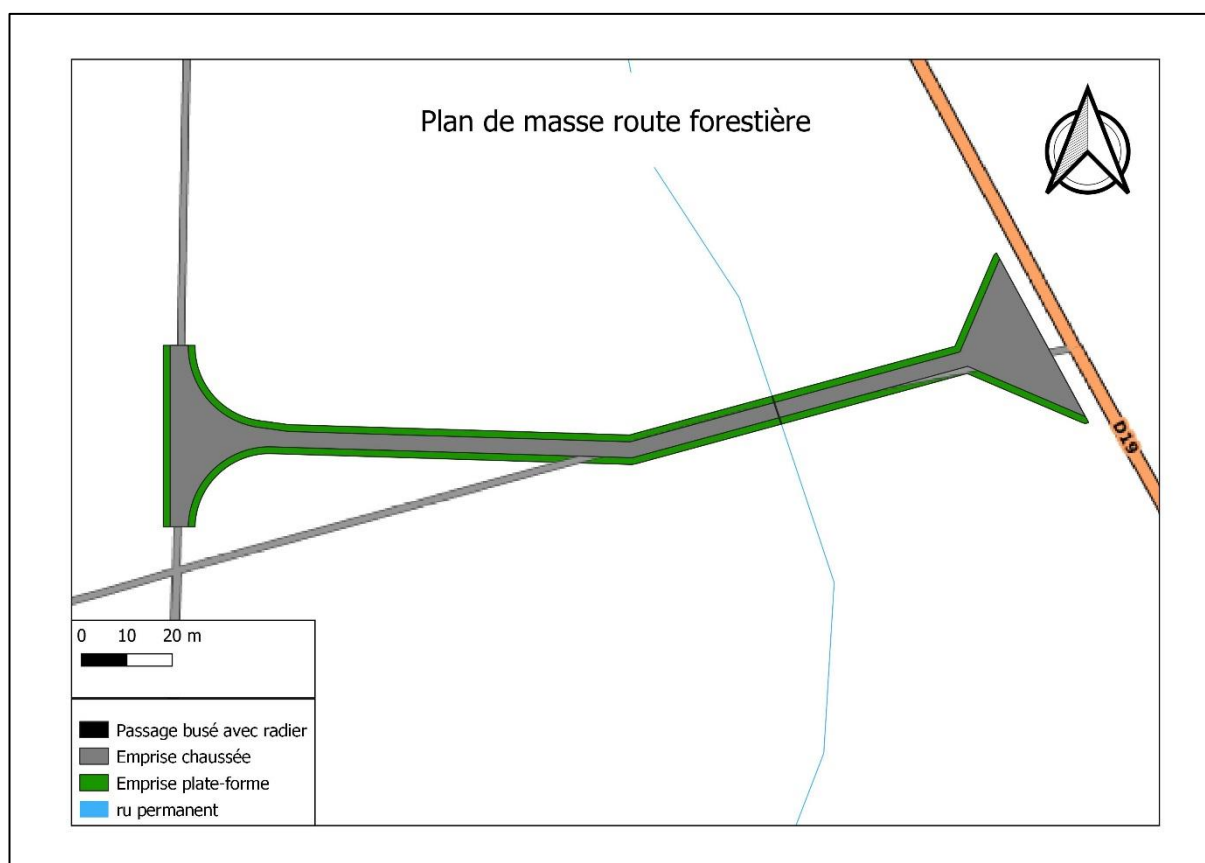 Plan de masse route forestière
D19
0 10 20 m
Passage busé avec radier
Emprise chaussée
Emprise plate-forme
ru permanent